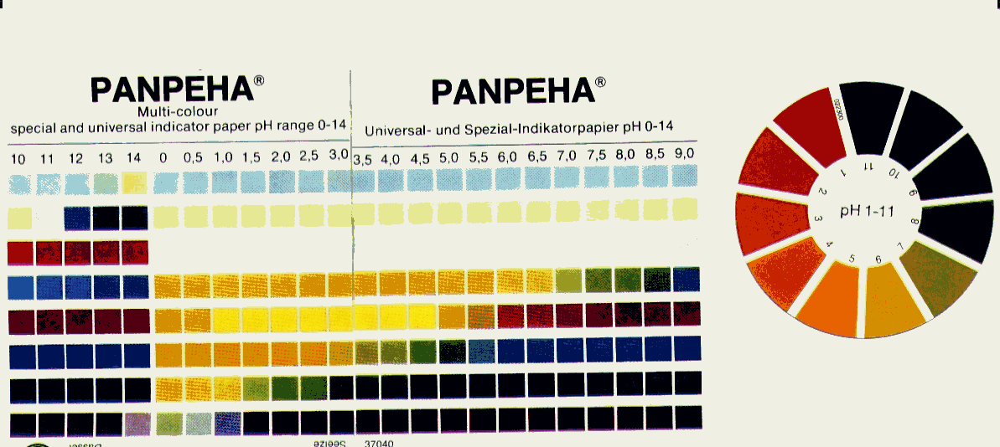 PANPEHA®
Multi-colour
special and universal indicator paper pH range 0-14
10 11 12 13 14 0 0,5 1,0 1,5 2,0 2,5 3,0
PANPEHA®
Universal- und Spezial-Indikatorpapier pH 0-14
3,5 4,0 4,5 5,0 5,5 6,0 6,5 7,0 7,5 8,0 8,5 9,0
Seelze 37040
022300
pH 1-11
1
2
3
4
5
6
7
8
9
10
11